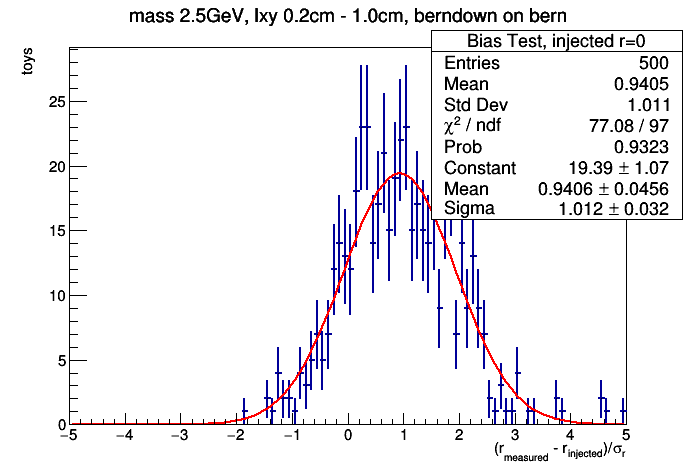 mass 2.5GeV, lxy 0.2cm - 1.0cm, berndown on bern
toys
Bias Test, injected r=0
Entries 500
Mean 0.9405
Std Dev 1.011
χ² / ndf 77.08 / 97
Prob 0.9323
Constant 19.39 ± 1.07
Mean 0.9406 ± 0.0456
Sigma 1.012 ± 0.032
25
20
15
10
5
0
−5 −4 −3 −2 −1 0 1 2 3 4 5
(r_measured - r_injected)/σ_r